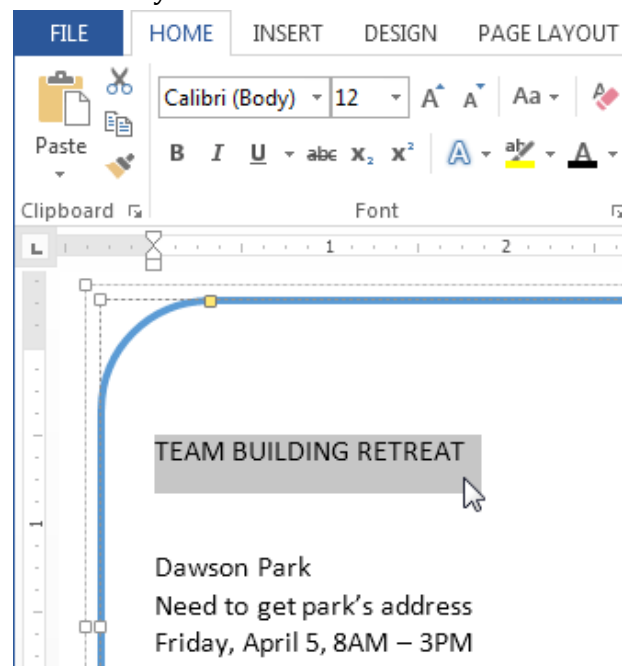 FILE HOME INSERT DESIGN PAGE LAYOUT
Calibri (Body) 12 A A Aa
Paste
B I U abc X₂ X² A ab A
Clipboard Font
L 1 2
TEAM BUILDING RETREAT
1
Dawson Park
Need to get park's address
Friday, April 5, 8AM – 3PM